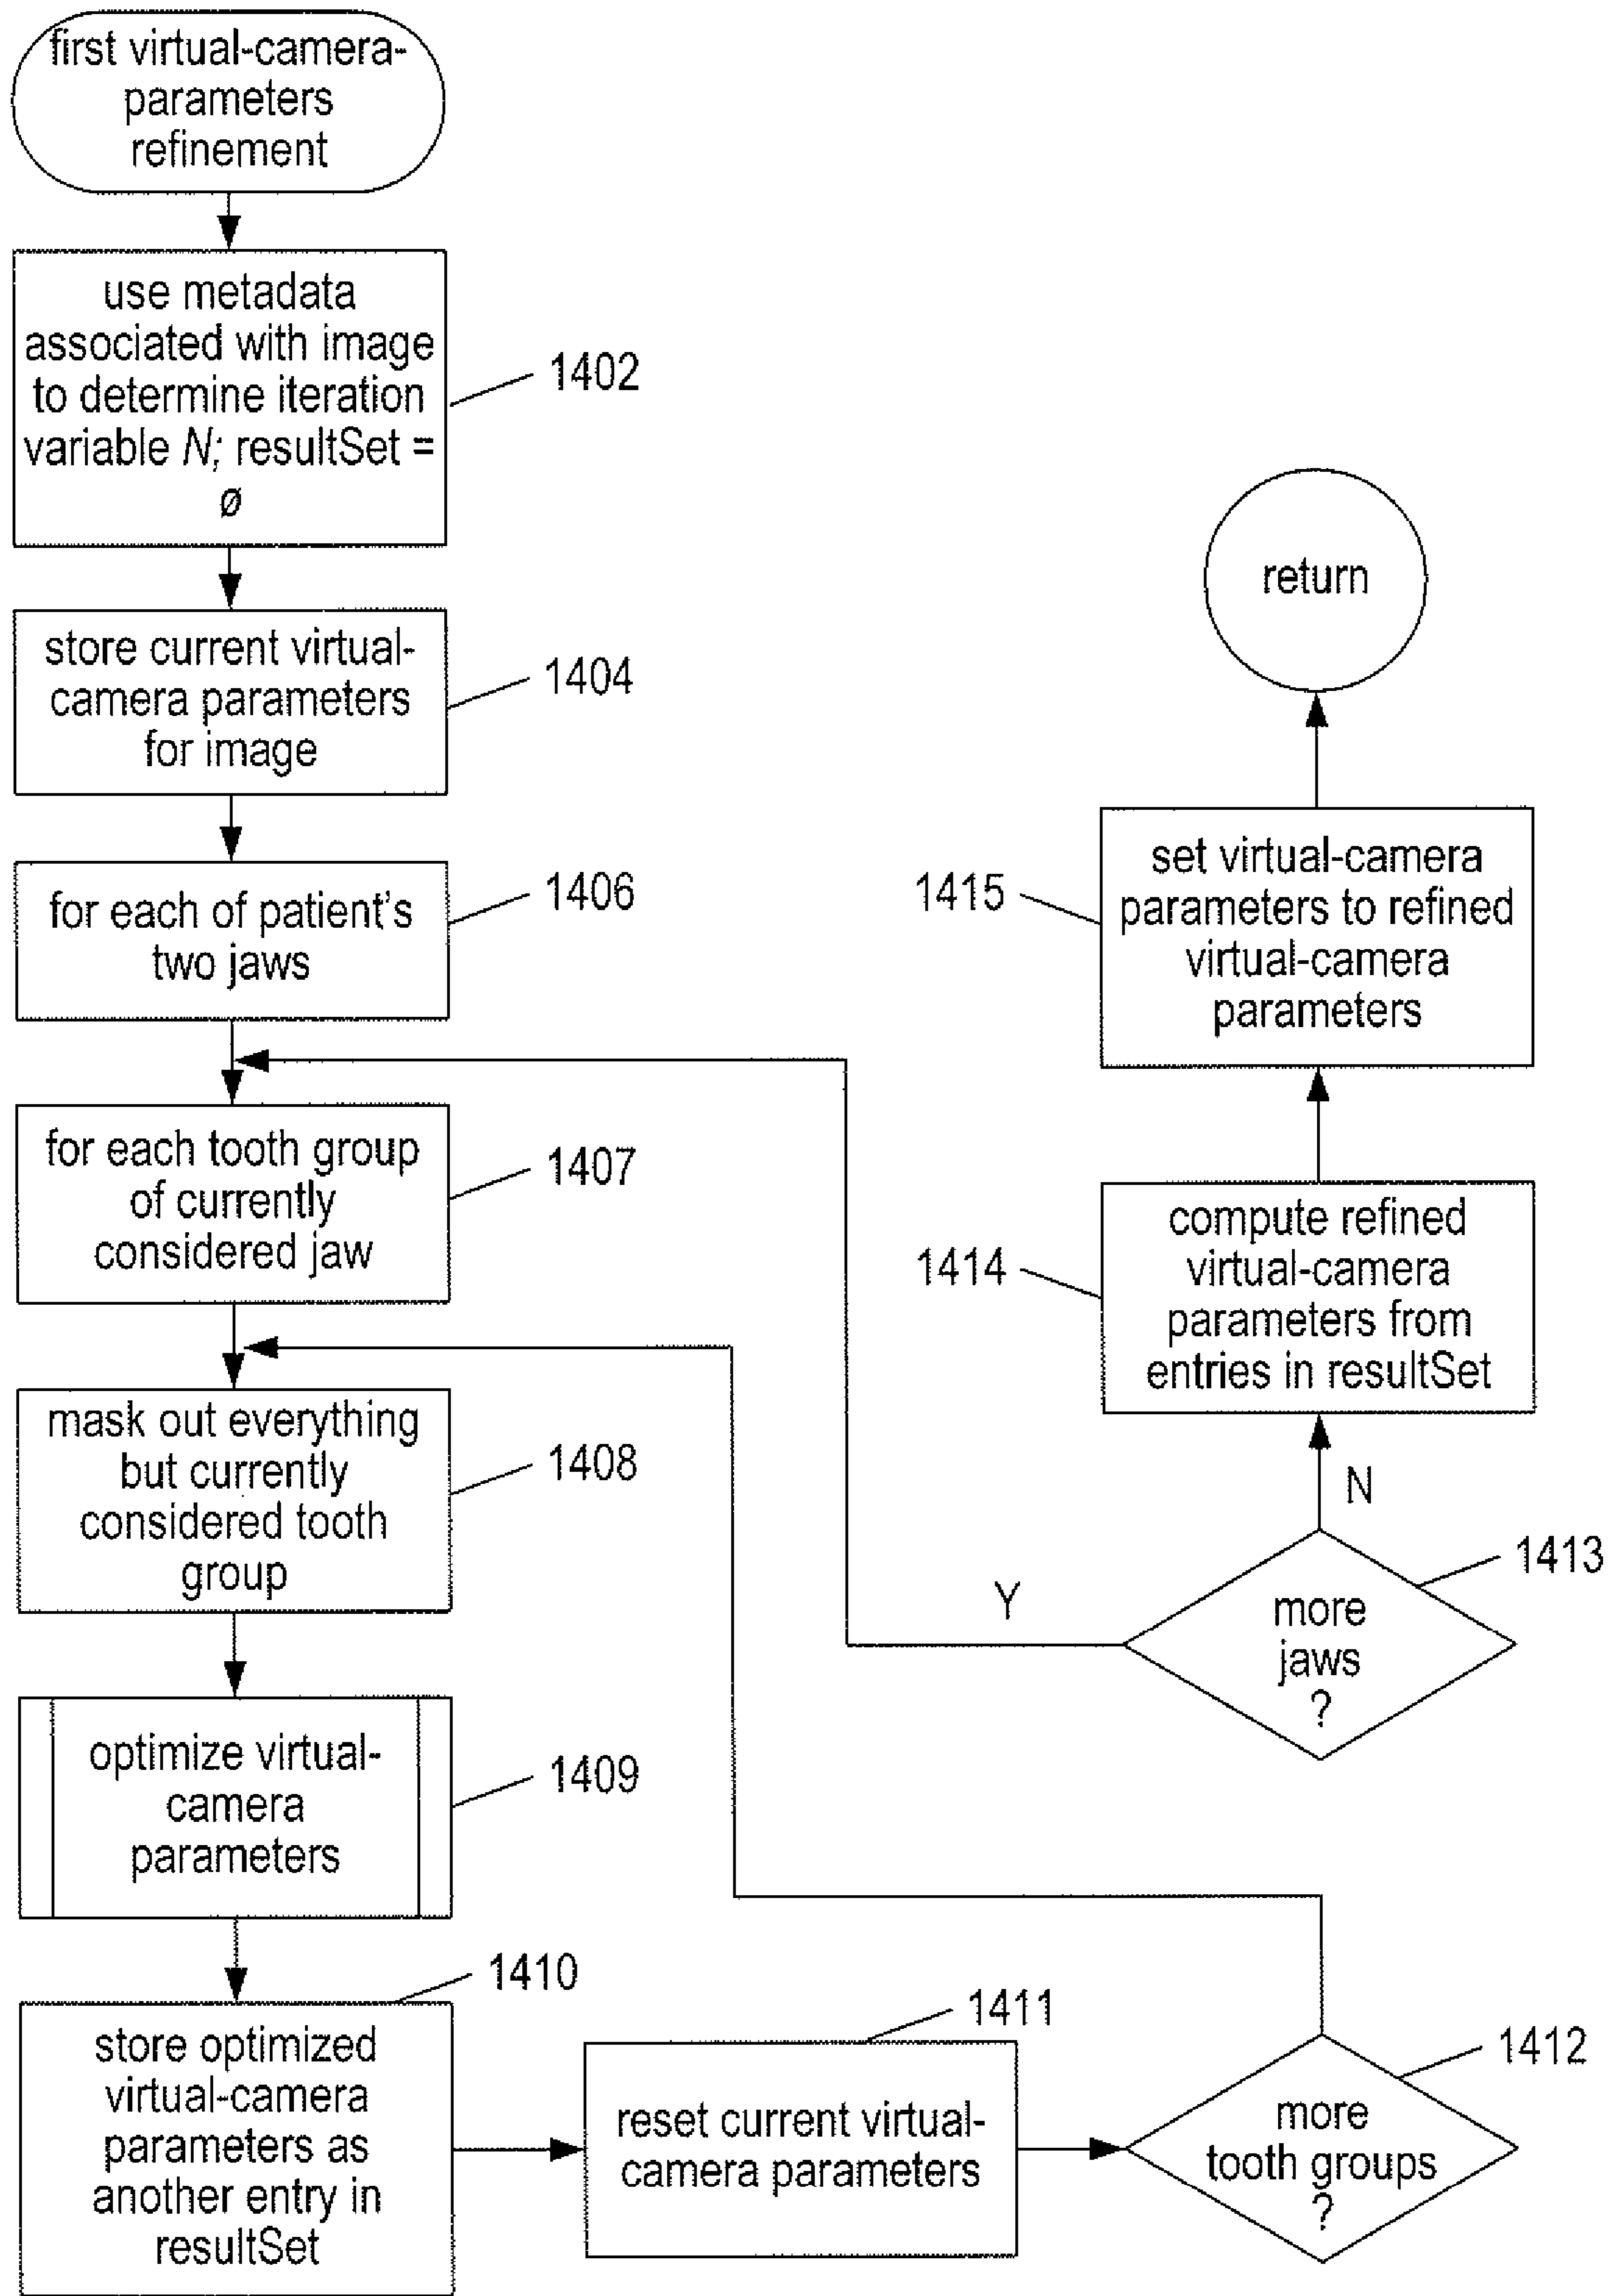 first virtual-camera-
parameters
refinement
use metadata
associated with image
to determine iteration
variable N; resultSet =
ø
1402
store current virtual-
camera parameters
for image
1404
for each of patient's
two jaws
1406
for each tooth group
of currently
considered jaw
1407
mask out everything
but currently
considered tooth
group
1408
optimize virtual-
camera
parameters
1409
store optimized
virtual-camera
parameters as
another entry in
resultSet
1410
reset current virtual-
camera parameters
1411
more
tooth groups
?
1412
more
jaws
?
1413
Y
N
compute refined
virtual-camera
parameters from
entries in resultSet
1414
set virtual-camera
parameters to refined
virtual-camera
parameters
1415
return